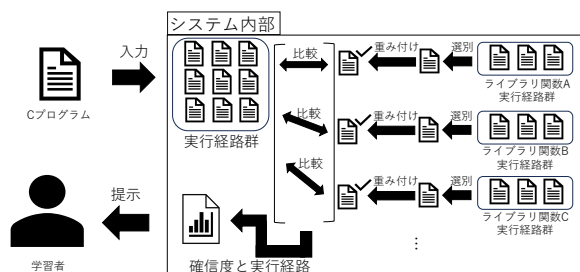 システム内部
入力
Cプログラム
実行経路群
比較
重み付け
選別
ライブラリ関数A
実行経路群
比較
重み付け
選別
ライブラリ関数B
実行経路群
比較
重み付け
選別
ライブラリ関数C
実行経路群
…
提示
学習者
確信度と実行経路